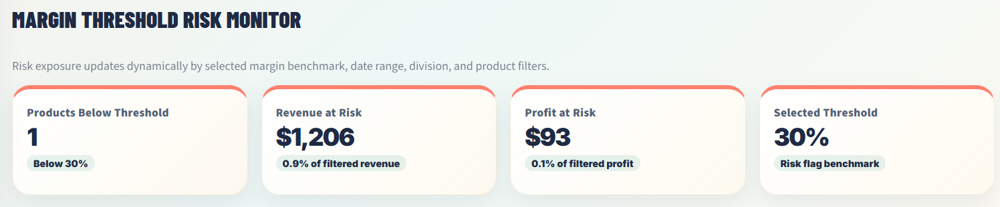 MARGIN THRESHOLD RISK MONITOR
Risk exposure updates dynamically by selected margin benchmark, date range, division, and product filters.
Products Below Threshold
1
Below 30%
Revenue at Risk
$1,206
0.9% of filtered revenue
Profit at Risk
$93
0.1% of filtered profit
Selected Threshold
30%
Risk flag benchmark